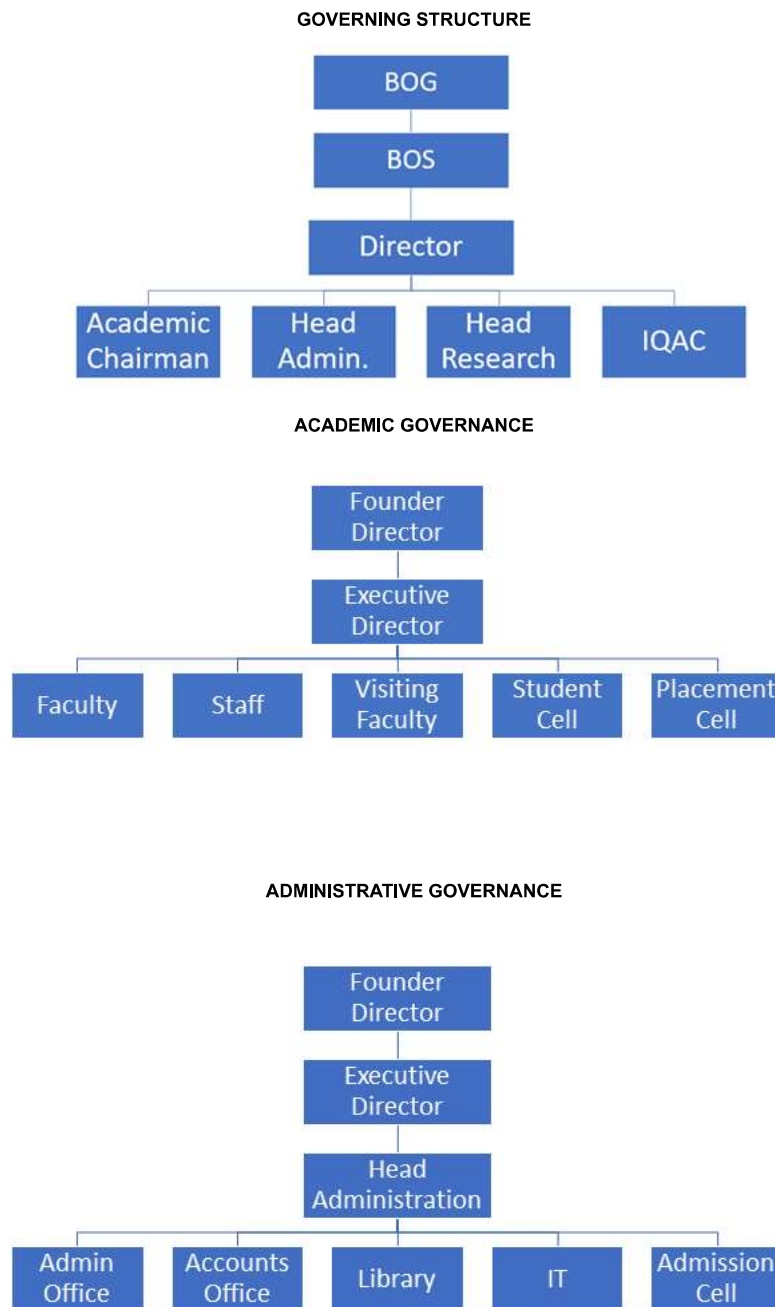 GOVERNING STRUCTURE
BOG
BOS
Director
Academic
Chairman
Head
Admin.
Head
Research
IQAC
ACADEMIC GOVERNANCE
Founder
Director
Executive
Director
Faculty
Staff
Visiting
Faculty
Student
Cell
Placement
Cell
ADMINISTRATIVE GOVERNANCE
Founder
Director
Executive
Director
Head
Administration
Admin
Office
Accounts
Office
Library
IT
Admission
Cell